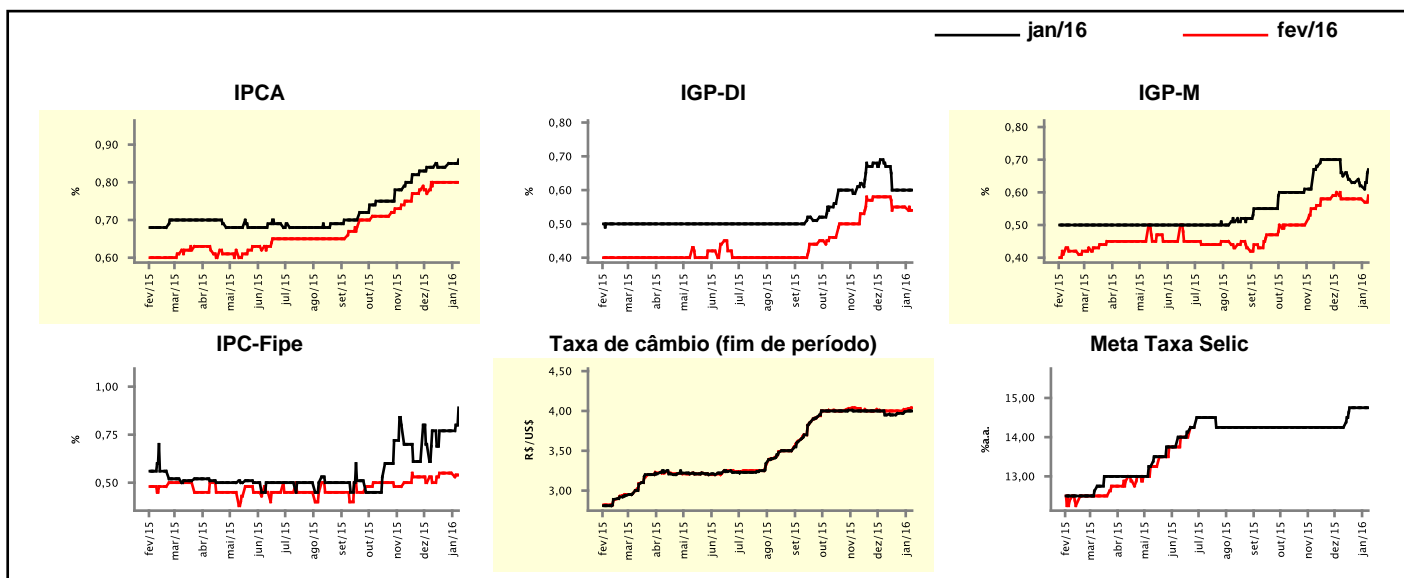 jan/16 fev/16
IPCA IGP-DI IGP-M
%
0,90
0,80
0,70
0,60
fev/15 mar/15 abr/15 mai/15 jun/15 jul/15 ago/15 set/15 out/15 nov/15 dez/15 jan/16
%
0,80
0,70
0,60
0,50
0,40
fev/15 mar/15 abr/15 mai/15 jun/15 jul/15 ago/15 set/15 out/15 nov/15 dez/15 jan/16
%
0,80
0,70
0,60
0,50
0,40
fev/15 mar/15 abr/15 mai/15 jun/15 jul/15 ago/15 set/15 out/15 nov/15 dez/15 jan/16
IPC-Fipe Taxa de câmbio (fim de período) Meta Taxa Selic
%
1,00
0,75
0,50
fev/15 mar/15 abr/15 mai/15 jun/15 jul/15 ago/15 set/15 out/15 nov/15 dez/15 jan/16
R$/US$
4,50
4,00
3,50
3,00
fev/15 mar/15 abr/15 mai/15 jun/15 jul/15 ago/15 set/15 out/15 nov/15 dez/15 jan/16
%a.a.
15,00
14,00
13,00
fev/15 mar/15 abr/15 mai/15 jun/15 jul/15 ago/15 set/15 out/15 nov/15 dez/15 jan/16